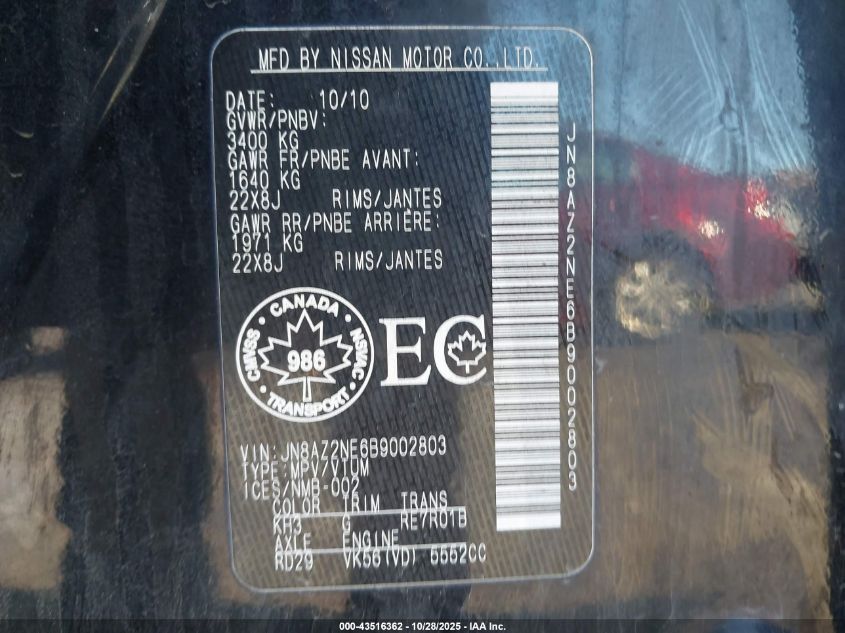 MFD BY NISSAN MOTOR CO.,LTD.
DATE: 10/10
GVWR/PNBV:
3400 KG
GAWR FR/PNBE AVANT:
1640 KG
22X8J RIMS/JANTES
GAWR RR/PNBE ARRIÈRE:
1971 KG
22X8J RIMS/JANTES
CANADA
CMVSS 986 NSVAC
TRANSPORT
EC
VIN:JN8AZ2NE6B9002803
TYPE:MPV/VTUM
ICES/NMB-002
COLOR TRIM TRANS
KH3 G RE7R01B
AXLE ENGINE
RD29 VK56(VD) 5552CC
JN8AZ2NE6B9002803
000-43516362 • 10/28/2025 - IAA Inc.